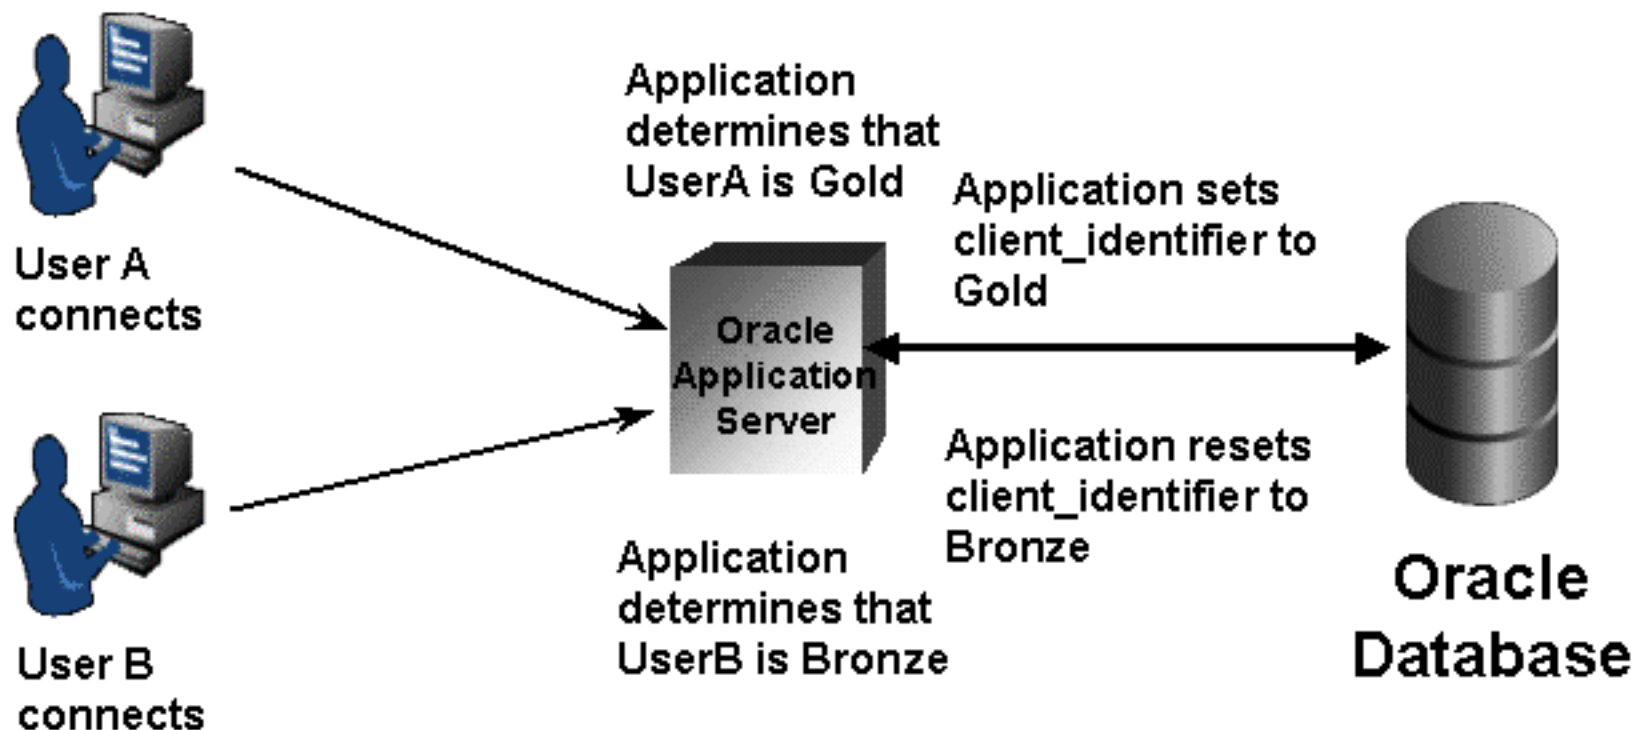 User A
connects
Application
determines that
UserA is Gold
Application sets
client_identifier to
Gold
Oracle
Application
Server
Application resets
client_identifier to
Bronze
Application
determines that
UserB is Bronze
User B
connects
Oracle
Database